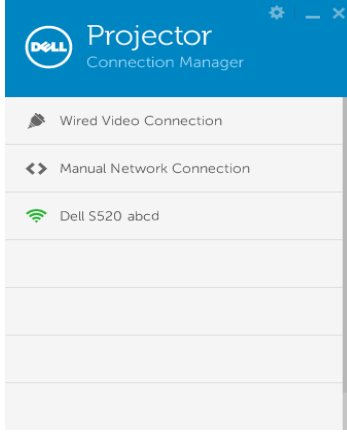 DELL
Projector
Connection Manager
Wired Video Connection
Manual Network Connection
Dell S520 abcd